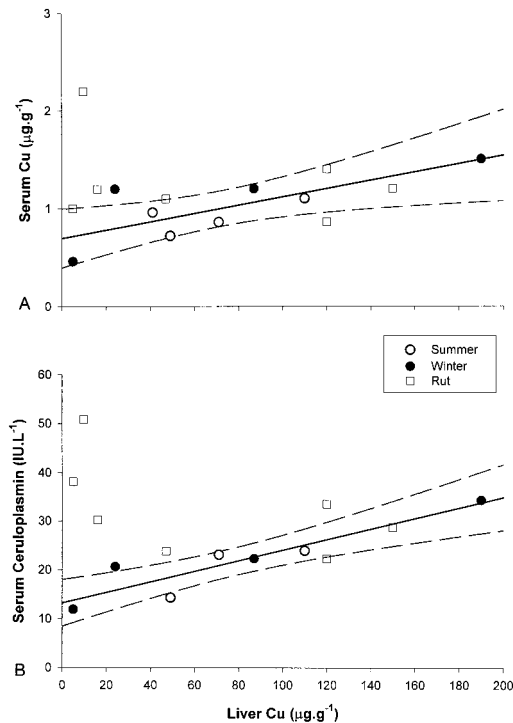 3
2
1
0
Serum Cu (µg.g⁻¹)
A
Summer
Winter
Rut
60
50
40
30
20
10
0
Serum Ceruloplasmin (IU.L⁻¹)
B
0 20 40 60 80 100 120 140 160 180 200
Liver Cu (µg.g⁻¹)